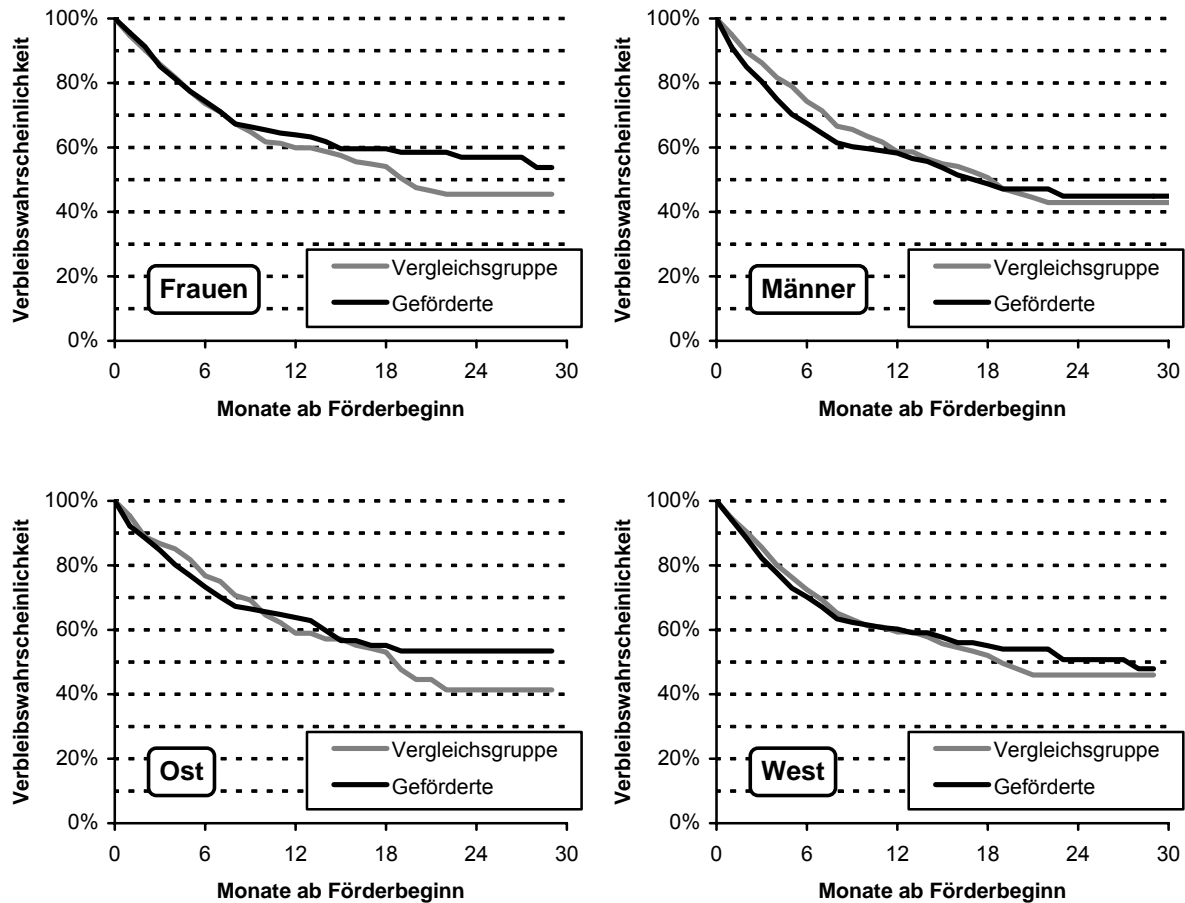 Verbleibswahrscheinlichkeit
100%
80%
60%
40%
20%
0%
Frauen
Vergleichsgruppe
Geförderte
0 6 12 18 24 30
Monate ab Förderbeginn
Verbleibswahrscheinlichkeit
100%
80%
60%
40%
20%
0%
Männer
Vergleichsgruppe
Geförderte
0 6 12 18 24 30
Monate ab Förderbeginn
Verbleibswahrscheinlichkeit
100%
80%
60%
40%
20%
0%
Ost
Vergleichsgruppe
Geförderte
0 6 12 18 24 30
Monate ab Förderbeginn
Verbleibswahrscheinlichkeit
100%
80%
60%
40%
20%
0%
West
Vergleichsgruppe
Geförderte
0 6 12 18 24 30
Monate ab Förderbeginn